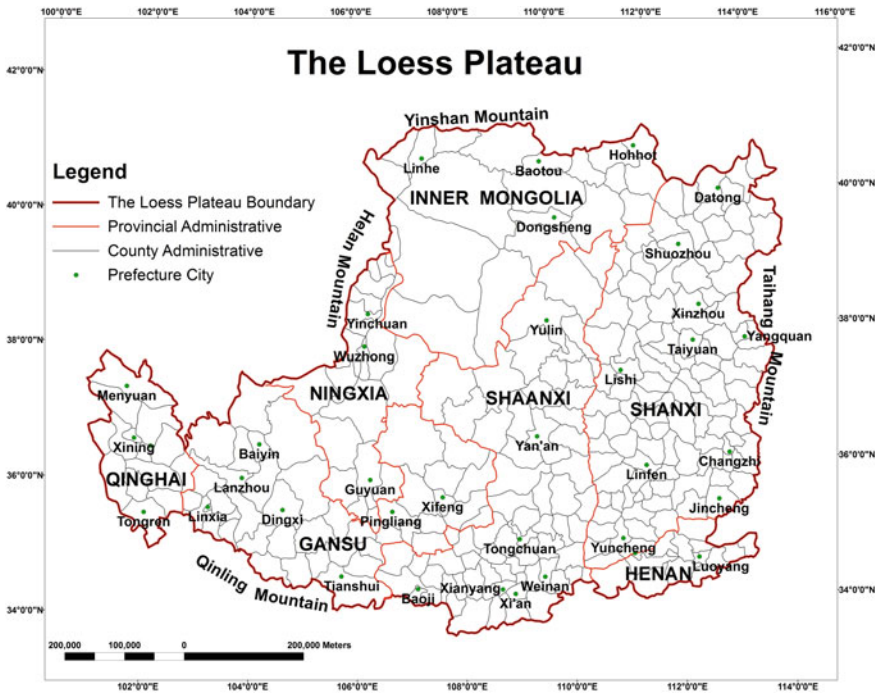 100°0'0"E 102°0'0"E 104°0'0"E 106°0'0"E 108°0'0"E 110°0'0"E 112°0'0"E 114°0'0"E 116°0'0"E
The Loess Plateau
42°0'0"N
42°0'0"N
Yinshan Mountain
Hohhot
Linhe
Baotou
Legend
The Loess Plateau Boundary
Provincial Administrative
County Administrative
Prefecture City
40°0'0"N
40°0'0"N
INNER MONGOLIA
Datong
Dongsheng
Helan Mountain
Shuozhou
Taihang Mountain
Xinzhou
Yinchuan
Yulin
38°0'0"N
38°0'0"N
Yangquan
Wuzhong
Taiyuan
Lishi
Menyuan
NINGXIA
SHAANXI
SHANXI
Xining
Baiyin
Yan'an
36°0'0"N
36°0'0"N
Changzhi
QINGHAI
Lanzhou
Guyuan
Linfen
Xifeng
Jincheng
Tongren
Linxia
Dingxi
Pingliang
GANSU
Tongchuan
Yuncheng
Luoyang
HENAN
Qinling Mountain
Tianshui
Baoji
Xianyang
Weinan
Xi'an
34°0'0"N
34°0'0"N
200,000 100,000 0 200,000 Meters
102°0'0"E 104°0'0"E 106°0'0"E 108°0'0"E 110°0'0"E 112°0'0"E 114°0'0"E